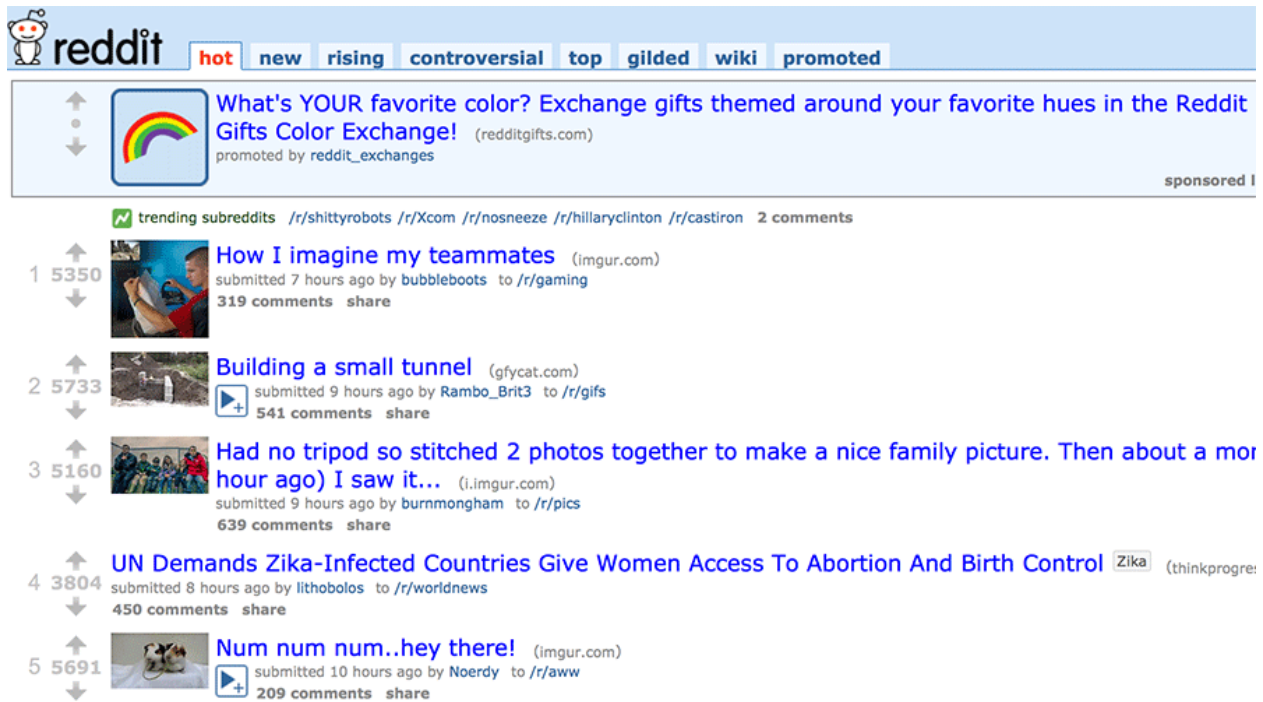 reddit hot new rising controversial top gilded wiki promoted
What's YOUR favorite color? Exchange gifts themed around your favorite hues in the Reddit
Gifts Color Exchange! (redditgifts.com)
promoted by reddit_exchanges
sponsored l
trending subreddits /r/shittyrobots /r/Xcom /r/nosneeze /r/hillaryclinton /r/castiron 2 comments
How I imagine my teammates (imgur.com)
1 5350 submitted 7 hours ago by bubbleboots to /r/gaming
319 comments share
Building a small tunnel (gfycat.com)
2 5733 submitted 9 hours ago by Rambo_Brit3 to /r/gifs
541 comments share
Had no tripod so stitched 2 photos together to make a nice family picture. Then about a mor
3 5160 hour ago) I saw it... (i.imgur.com)
submitted 9 hours ago by burnmongham to /r/pics
639 comments share
UN Demands Zika-Infected Countries Give Women Access To Abortion And Birth Control Zika (thinkprogre
4 3804 submitted 8 hours ago by lithobolos to /r/worldnews
450 comments share
Num num num..hey there! (imgur.com)
5 5691 submitted 10 hours ago by Noerdy to /r/aww
209 comments share